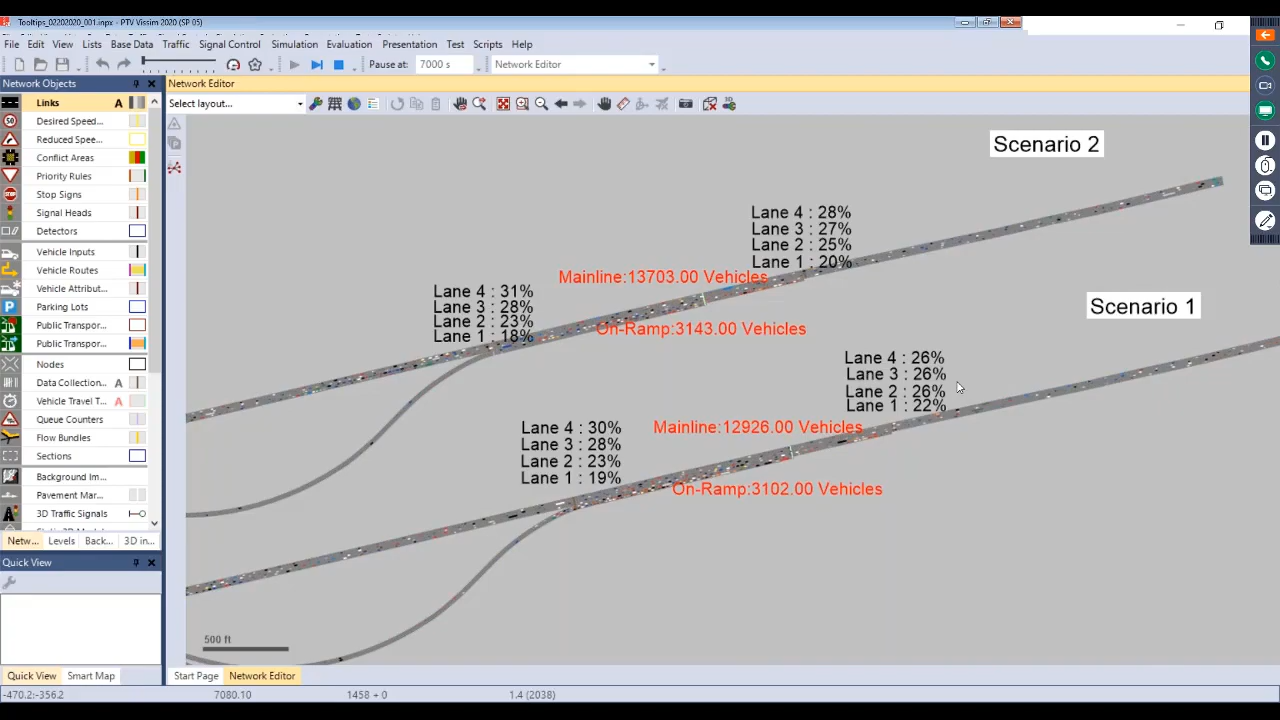 Tooltips_02202020_001.inpx - PTV Vissim 2020 (SP 05)
File Edit View Lists Base Data Traffic Signal Control Simulation Evaluation Presentation Test Scripts Help
Pause at: 7000 s Network Editor
Network Objects
Network Editor
Select layout...
Links A
Desired Speed...
Reduced Spee...
Conflict Areas
Priority Rules
Stop Signs
Signal Heads
Detectors
Vehicle Inputs
Vehicle Routes
Vehicle Attribut...
Parking Lots
Public Transpor...
Public Transpor...
Nodes
Data Collection... A
Vehicle Travel T... A
Queue Counters
Flow Bundles
Sections
Background Im...
Pavement Mar...
3D Traffic Signals
Netw... Levels Back... 3D in...
Quick View
Quick View Smart Map
Scenario 2
Lane 4 : 28%
Lane 3 : 27%
Lane 2 : 25%
Lane 1 : 20%
Mainline:13703.00 Vehicles
Lane 4 : 31%
Lane 3 : 28%
Lane 2 : 23%
Lane 1 : 18%
On-Ramp:3143.00 Vehicles
Scenario 1
Lane 4 : 26%
Lane 3 : 26%
Lane 2 : 26%
Lane 1 : 22%
Mainline:12926.00 Vehicles
Lane 4 : 30%
Lane 3 : 28%
Lane 2 : 23%
Lane 1 : 19%
On-Ramp:3102.00 Vehicles
500 ft
Start Page Network Editor
-470.2:-356.2 7080.10 1458 + 0 1.4 (2038)